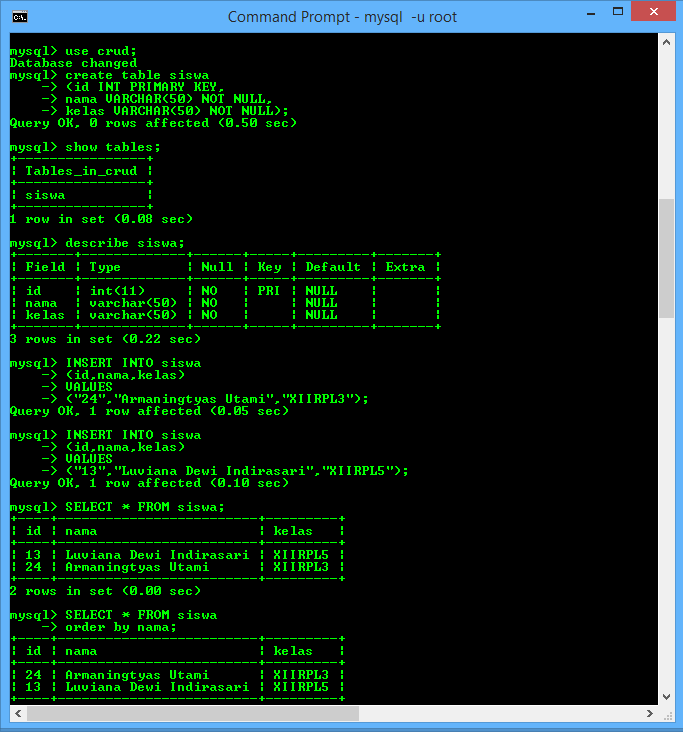 Command Prompt - mysql  -u root
mysql> use crud;
Database changed
mysql> create table siswa
    -> (id INT PRIMARY KEY,
    -> nama VARCHAR(50) NOT NULL,
    -> kelas VARCHAR(50) NOT NULL);
Query OK, 0 rows affected (0.50 sec)

mysql> show tables;
+----------------+
| Tables_in_crud |
+----------------+
| siswa          |
+----------------+
1 row in set (0.08 sec)

mysql> describe siswa;
+-------+-------------+------+-----+---------+-------+
| Field | Type        | Null | Key | Default | Extra |
+-------+-------------+------+-----+---------+-------+
| id    | int(11)     | NO   | PRI | NULL    |       |
| nama  | varchar(50) | NO   |     | NULL    |       |
| kelas | varchar(50) | NO   |     | NULL    |       |
+-------+-------------+------+-----+---------+-------+
3 rows in set (0.22 sec)

mysql> INSERT INTO siswa
    -> (id,nama,kelas)
    -> VALUES
    -> ("24","Armaningtyas Utami","XIIRPL3");
Query OK, 1 row affected (0.05 sec)

mysql> INSERT INTO siswa
    -> (id,nama,kelas)
    -> VALUES
    -> ("13","Luviana Dewi Indirasari","XIIRPL5");
Query OK, 1 row affected (0.10 sec)

mysql> SELECT * FROM siswa;
+----+-------------------------+---------+
| id | nama                    | kelas   |
+----+-------------------------+---------+
| 13 | Luviana Dewi Indirasari | XIIRPL5 |
| 24 | Armaningtyas Utami      | XIIRPL3 |
+----+-------------------------+---------+
2 rows in set (0.00 sec)

mysql> SELECT * FROM siswa
    -> order by nama;
+----+-------------------------+---------+
| id | nama                    | kelas   |
+----+-------------------------+---------+
| 24 | Armaningtyas Utami      | XIIRPL3 |
| 13 | Luviana Dewi Indirasari | XIIRPL5 |
+----+-------------------------+---------+